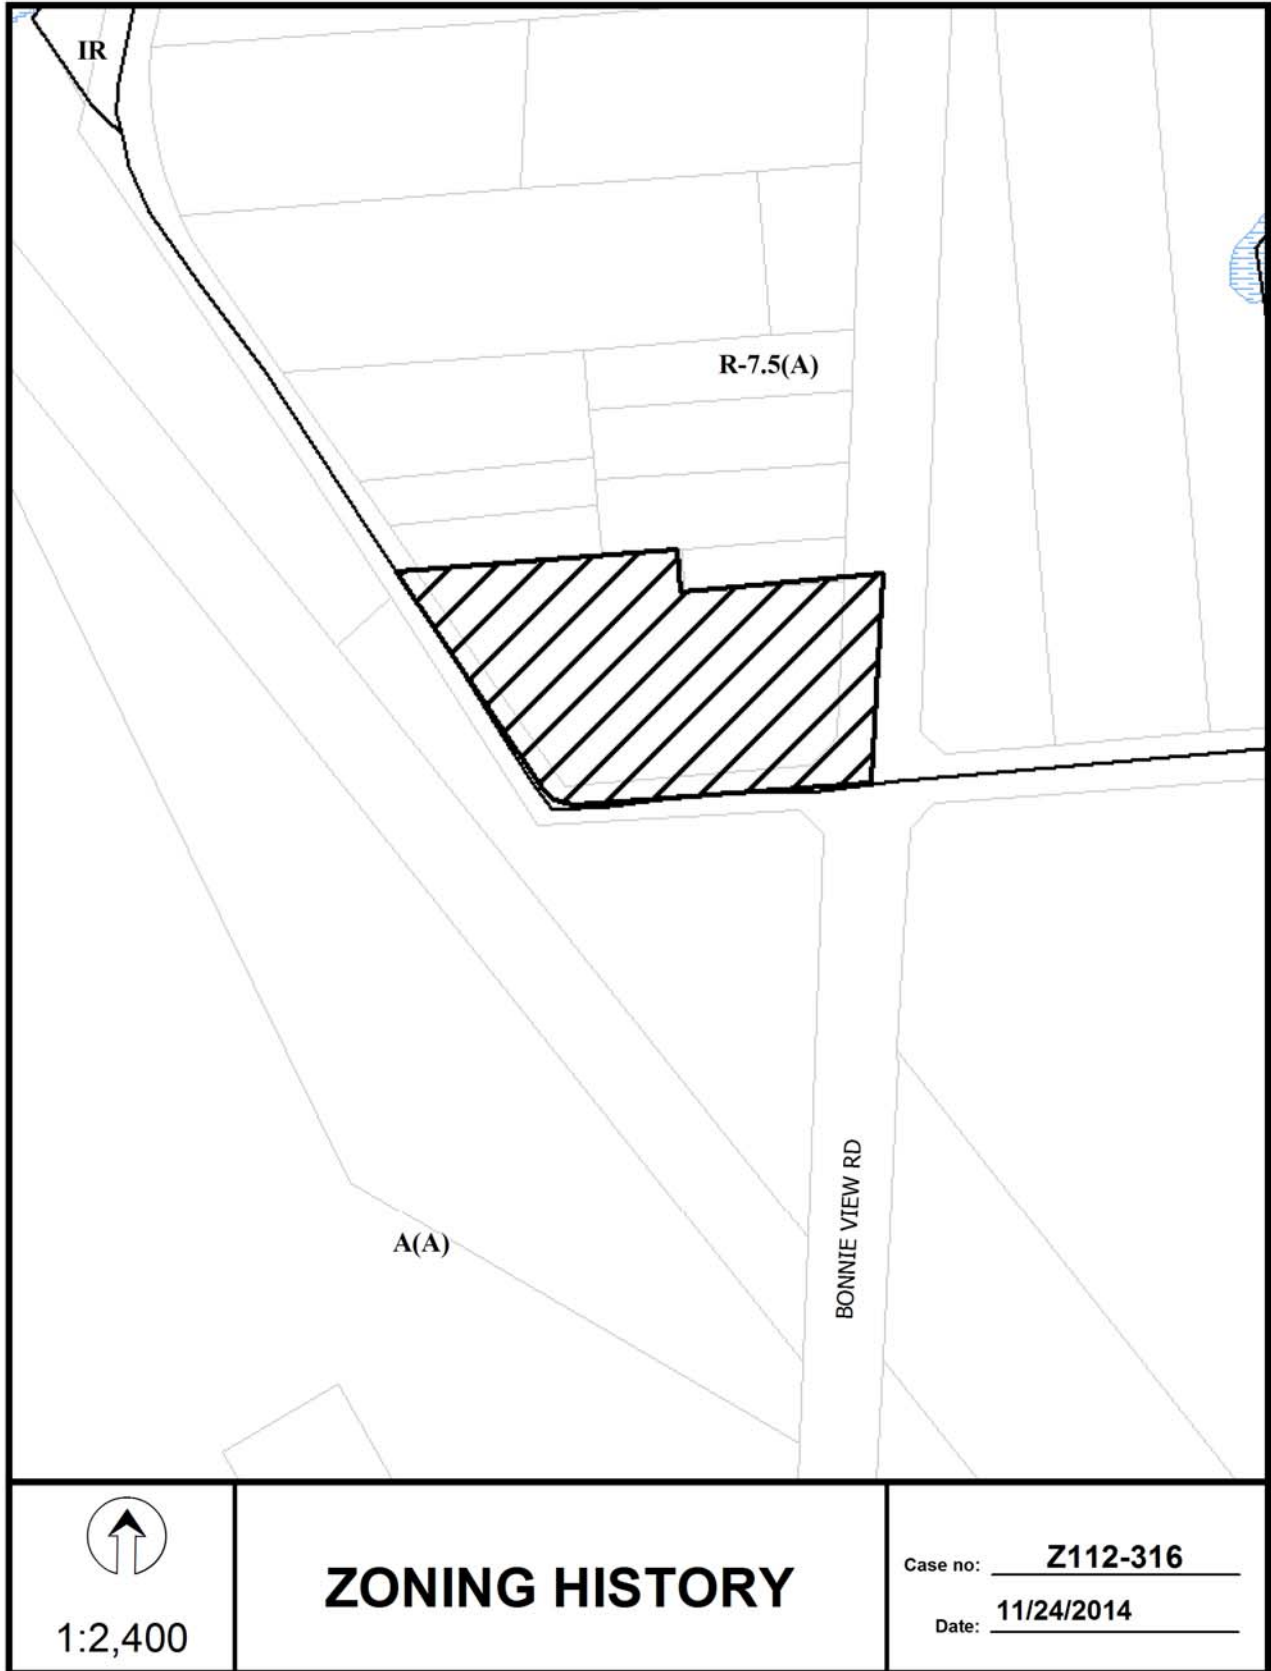 IR
R-7.5(A)
A(A)
BONNIE VIEW RD
1:2,400
ZONING HISTORY
Case no: Z112-316
Date: 11/24/2014